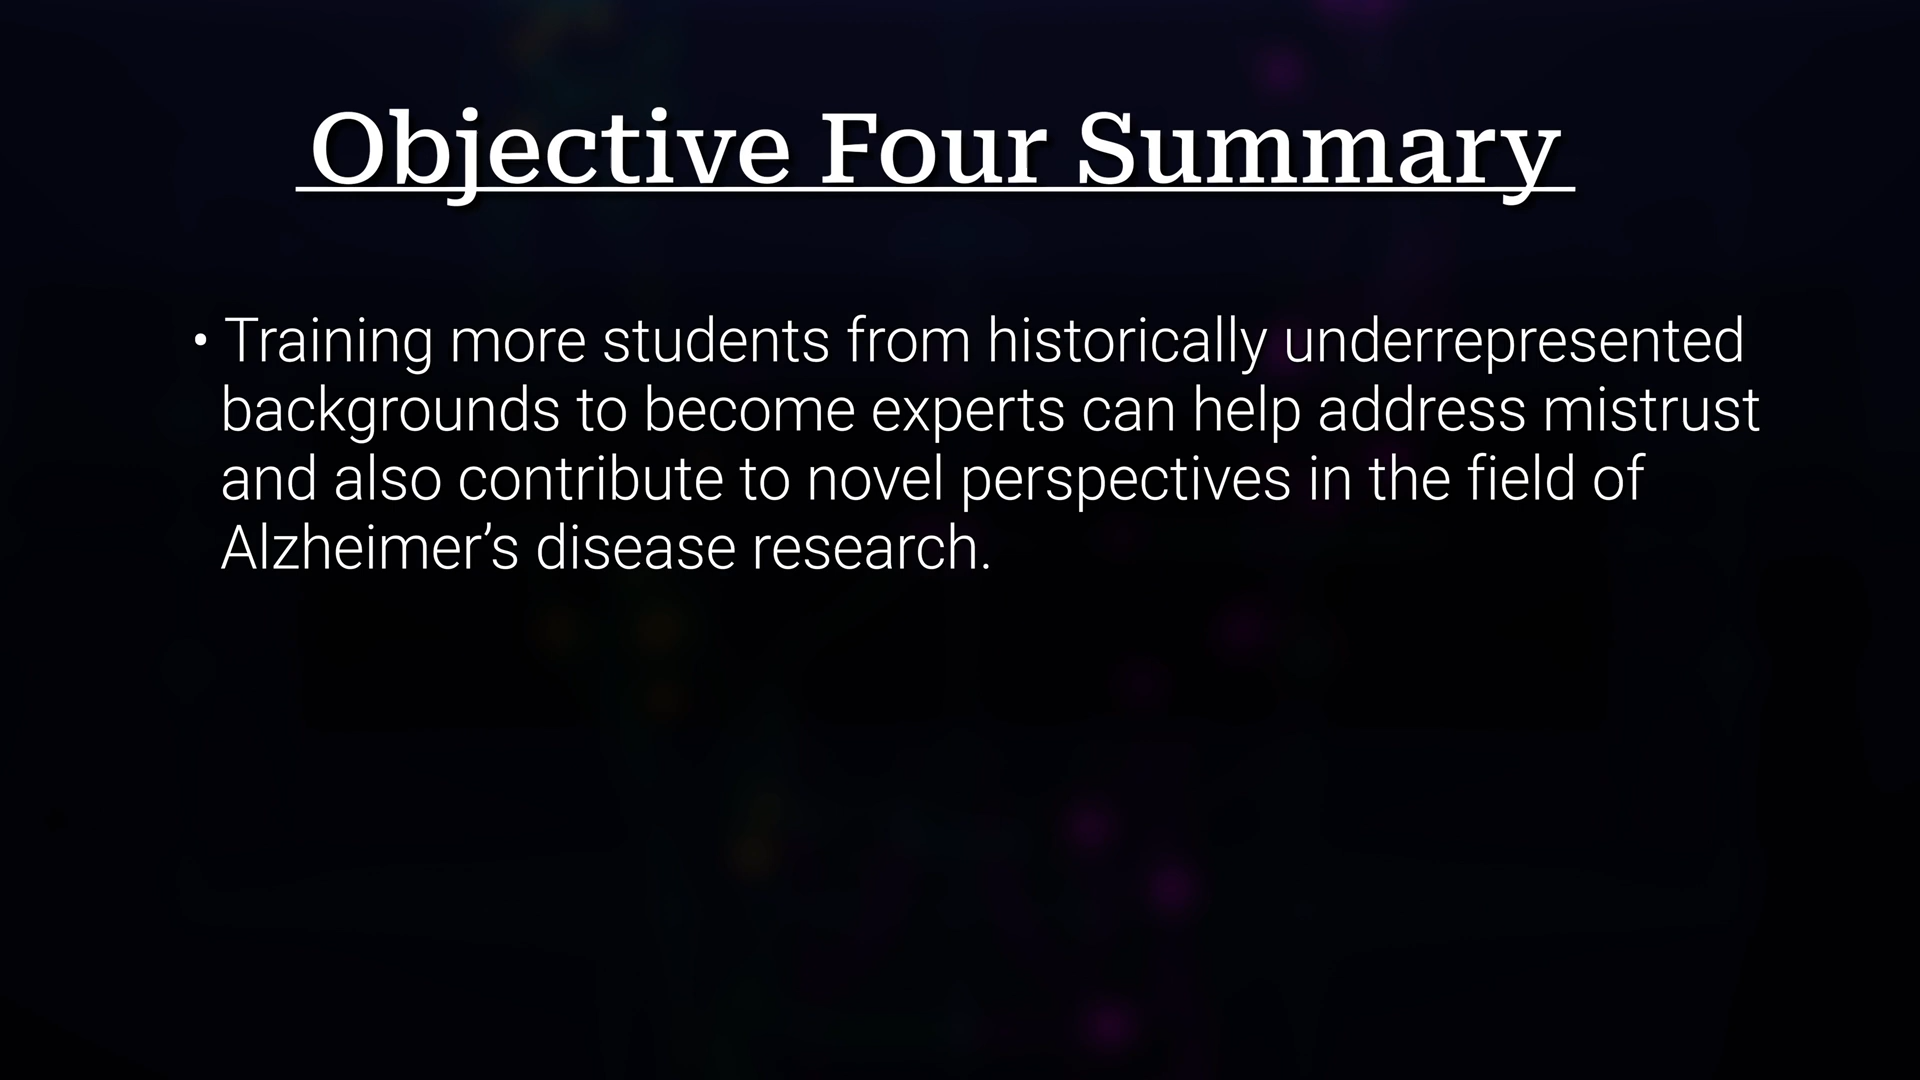 Objective Four Summary
• Training more students from historically underrepresented
backgrounds to become experts can help address mistrust
and also contribute to novel perspectives in the field of
Alzheimer’s disease research.